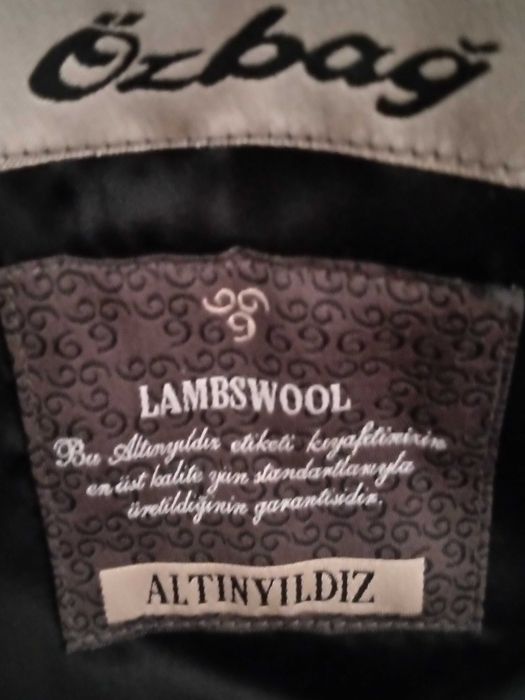 Özbağ
LAMBSWOOL
Bu Altınyıldız etiketi kıyafetinizin
en üst kalite yün standartlarıyla
üretildiğinin garantisidir.
ALTINYILDIZ